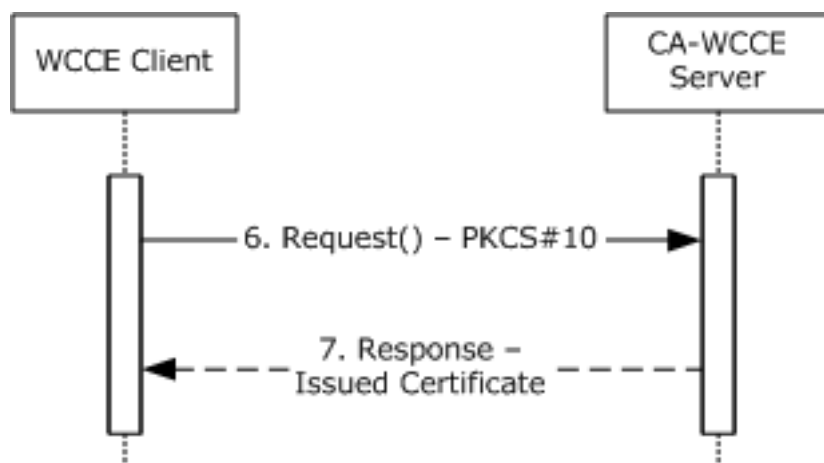 WCCE Client
CA-WCCE
Server
6. Request() – PKCS#10
7. Response –
Issued Certificate